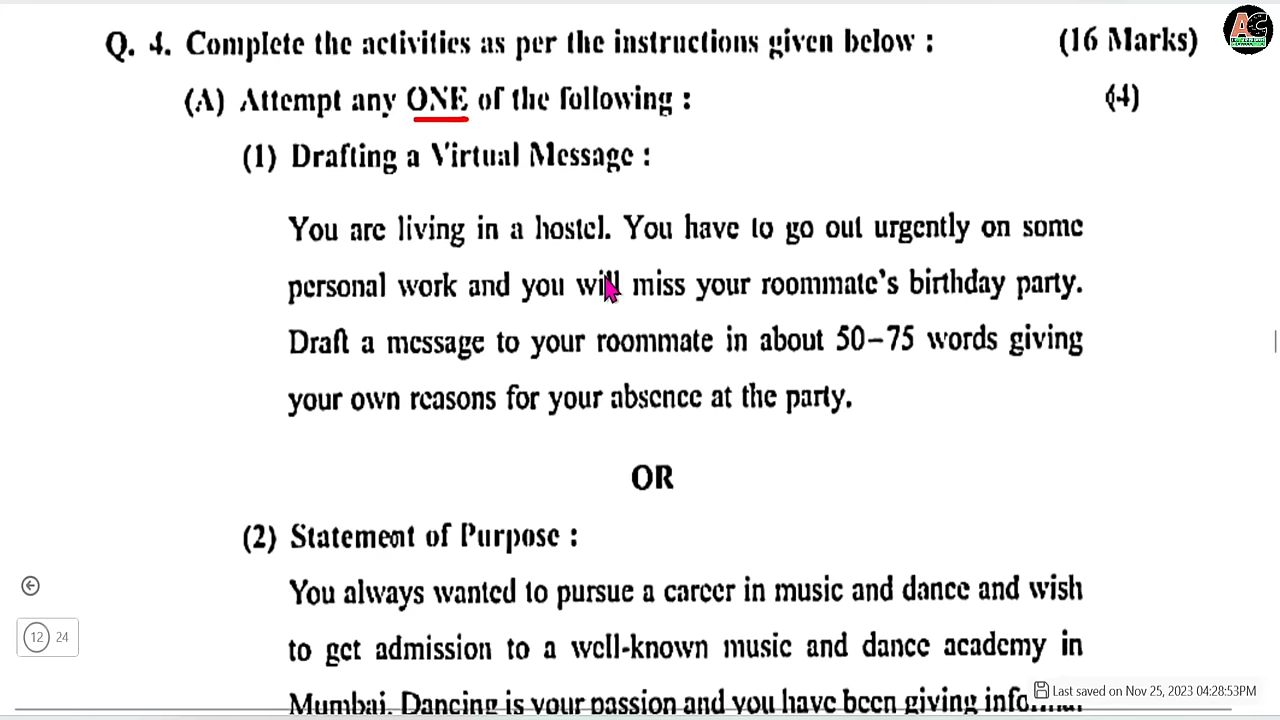 Q. 4. Complete the activities as per the instructions given below : (16 Marks)
(A) Attempt any ONE of the following : (4)
(1) Drafting a Virtual Message :
You are living in a hostel. You have to go out urgently on some
personal work and you will miss your roommate's birthday party.
Draft a message to your roommate in about 50–75 words giving
your own reasons for your absence at the party.
OR
(2) Statement of Purpose :
You always wanted to pursue a career in music and dance and wish
to get admission to a well-known music and dance academy in
Mumbai. Dancing is your passion and you have been giving
12 24
Last saved on Nov 25, 2023 04:28:53PM
AC